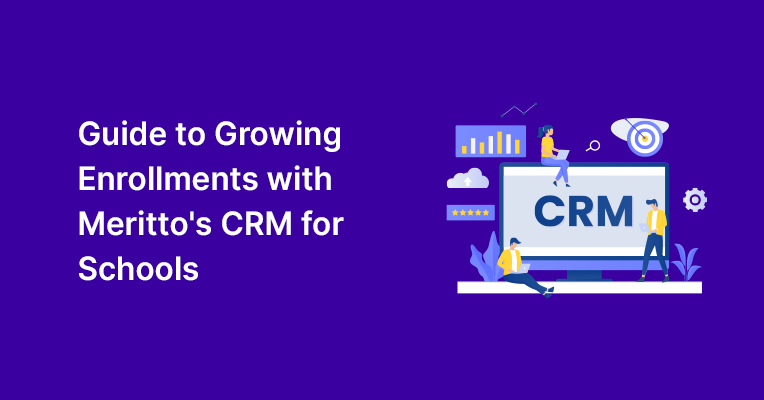 Guide to Growing
Enrollments with
Meritto's CRM for
Schools
CRM